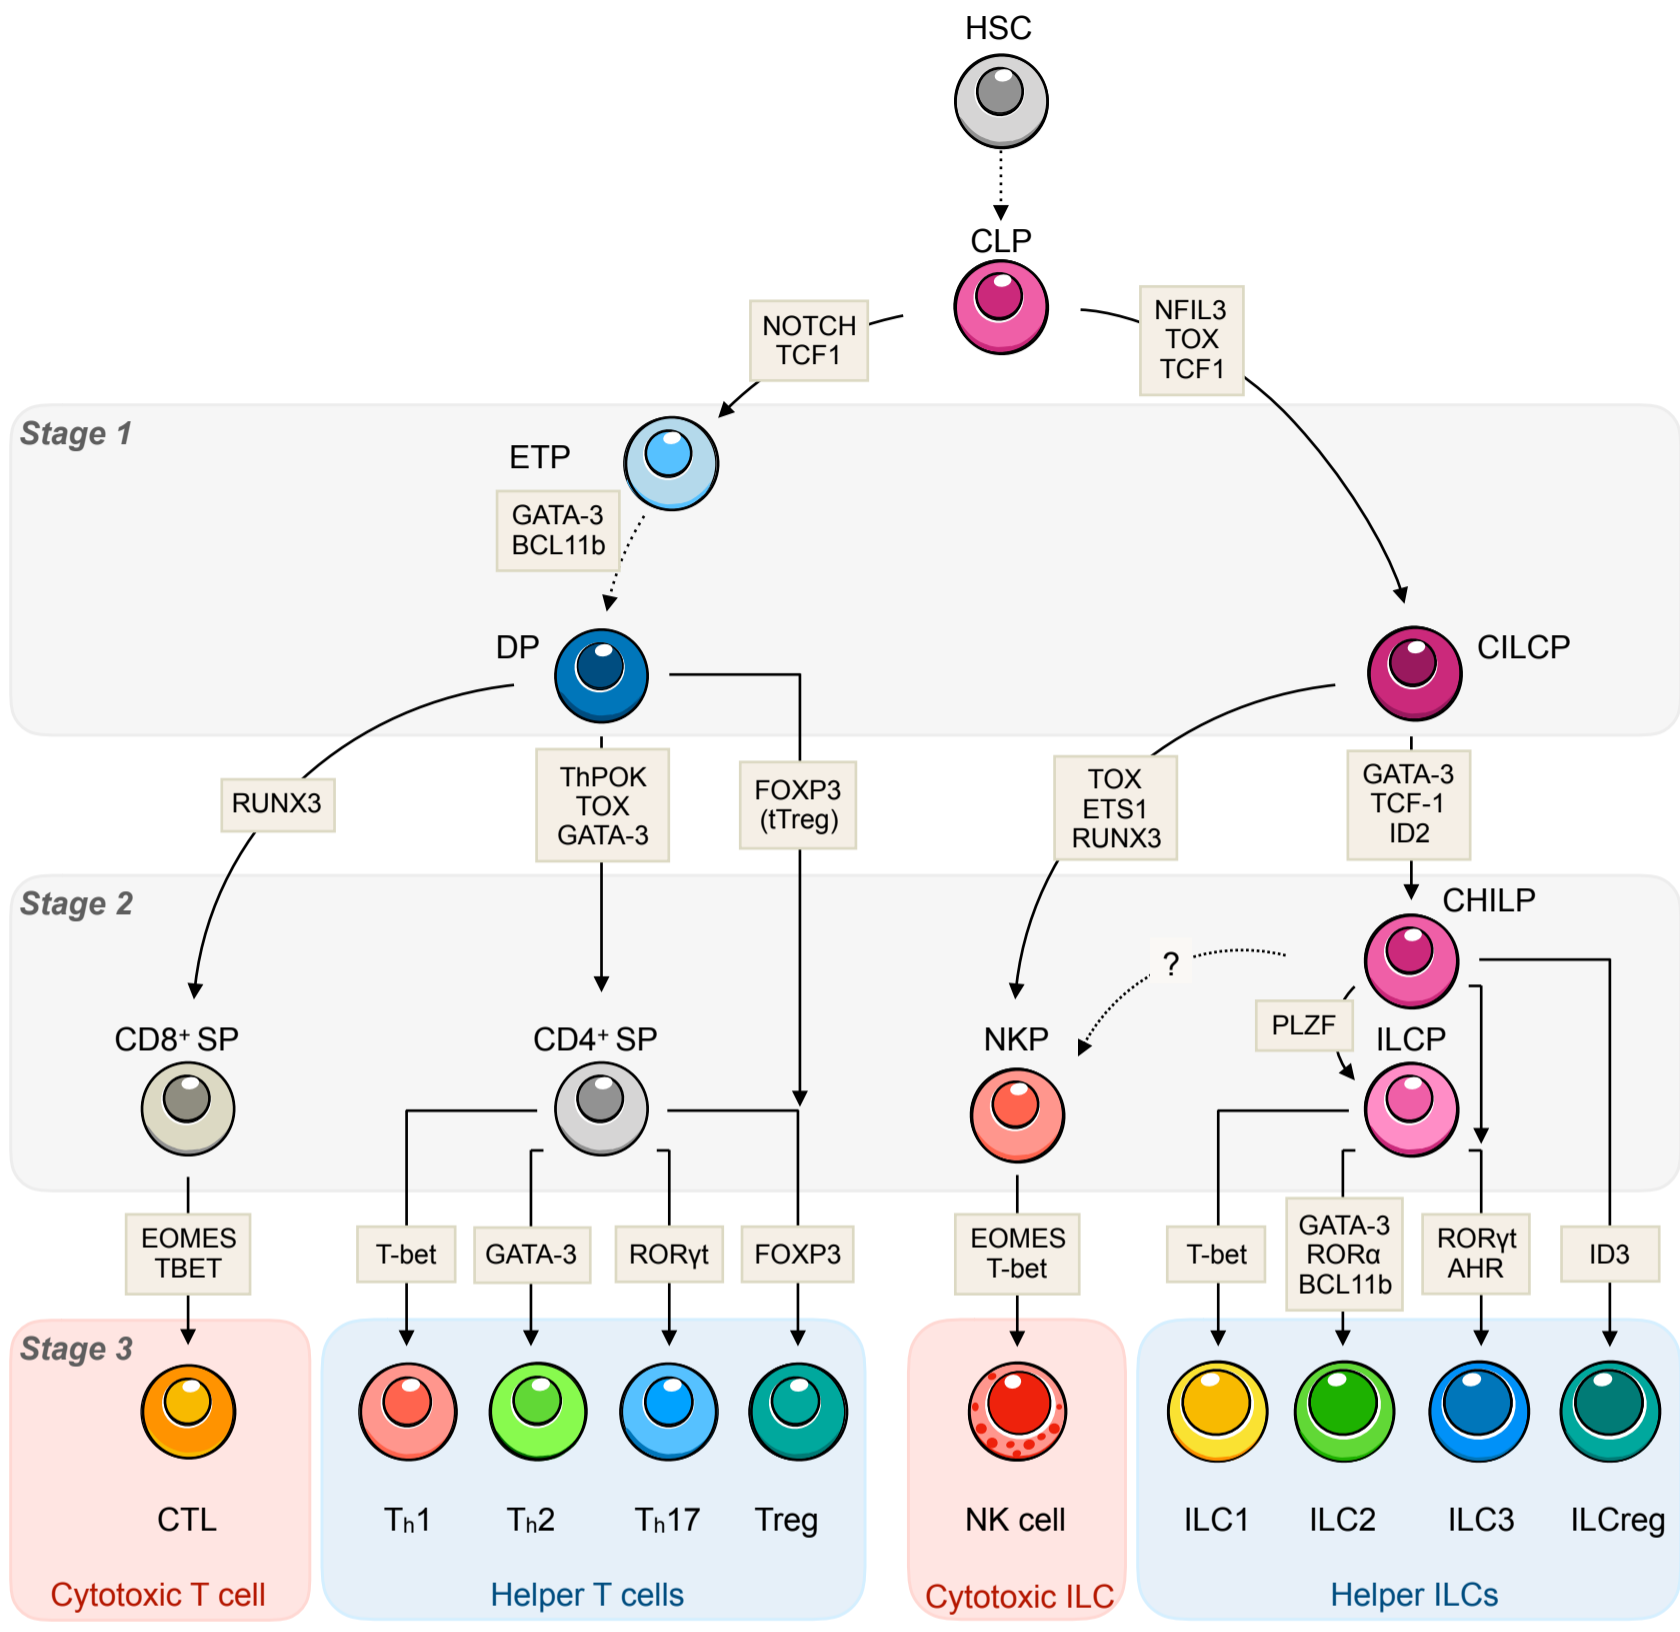 HSC
CLP
NOTCH
TCF1
NFIL3
TOX
TCF1
Stage 1
ETP
GATA-3
BCL11b
DP
CILCP
RUNX3
ThPOK
TOX
GATA-3
FOXP3
(tTreg)
TOX
ETS1
RUNX3
GATA-3
TCF-1
ID2
Stage 2
CHILP
?
PLZF
CD8⁺ SP
CD4⁺ SP
NKP
ILCP
EOMES
TBET
T-bet
GATA-3
RORγt
FOXP3
EOMES
T-bet
T-bet
GATA-3
RORα
BCL11b
RORγt
AHR
ID3
Stage 3
CTL
Tₕ1
Tₕ2
Tₕ17
Treg
NK cell
ILC1
ILC2
ILC3
ILCreg
Cytotoxic T cell
Helper T cells
Cytotoxic ILC
Helper ILCs